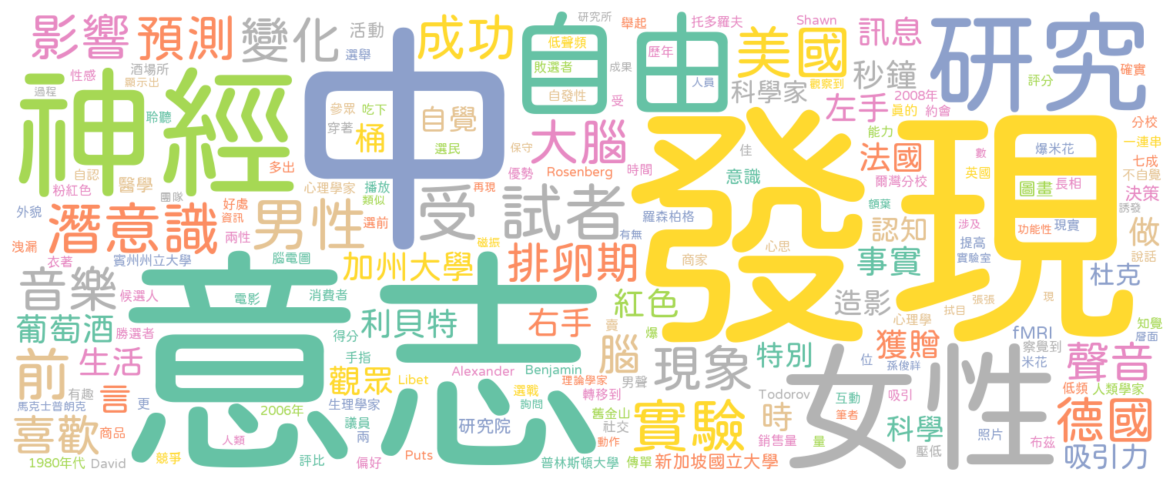 影響
預測
變化
活動
成功
自由
研究所
舉起
托多羅夫
Shawn
美國
訊息
研究
性感
酒場所
選舉
低聲頻
敗選者
成果
歷年
人員
觀察到
秒鐘
評分
確實
過程
顯示出
神經
中
自發性
受
科學家
左手
2008年
真的
約會
聆聽
參眾
吃下
穿著
桶
自覺
選民
保守
大腦
優勢
時間
Rosenberg
佳
能力
法國
爆米花
數
英國
分校
一連串
七成
不自覺
自認
多出
粉紅色
醫學
團隊
心理學家
播放
類似
再現
意識
爾灣分校
圖畫
長相
決策
發現
外貌
好處
資訊
選前
潛意識
男性
受試者
羅森柏格
認知
餉葉
涉及
功能性
現實
誘發
做
洩漏
衣著
兩性
賓州州立大學
腦電圖
磁振
有無
心思
商家
事實
提高
實驗室
說話
加州大學
排卵期
音樂
候選人
電影
消費者
紅色
賣
造影
心理學
拭目
張張
現
杜克
葡萄酒
勝選者
得分
利貝特
右手
爆
fMRI
知覺
層面
意志
前
生活
手指
腦
現象
特別
獲贈
察覺到
米花
聲音
有趣
觀眾
Libet
Alexander
Benjamin
理論學家
男聲
位
孫俊祥
低頻
人類學家
馬克士普朗克
更
言
2006年
生理學家
選戰
詢問
轉移到
Todorov
互動
吸引
女性
喜歡
商品
議員
兩
研究院
舊金山
社交
實驗
時
筆者
科學
照片
布茲
德國
人類
競爭
評比
偏好
Puts
動作
銷售量
量
壓低
1980年代
David
普林斯頓大學
傳單
新加坡國立大學
吸引力